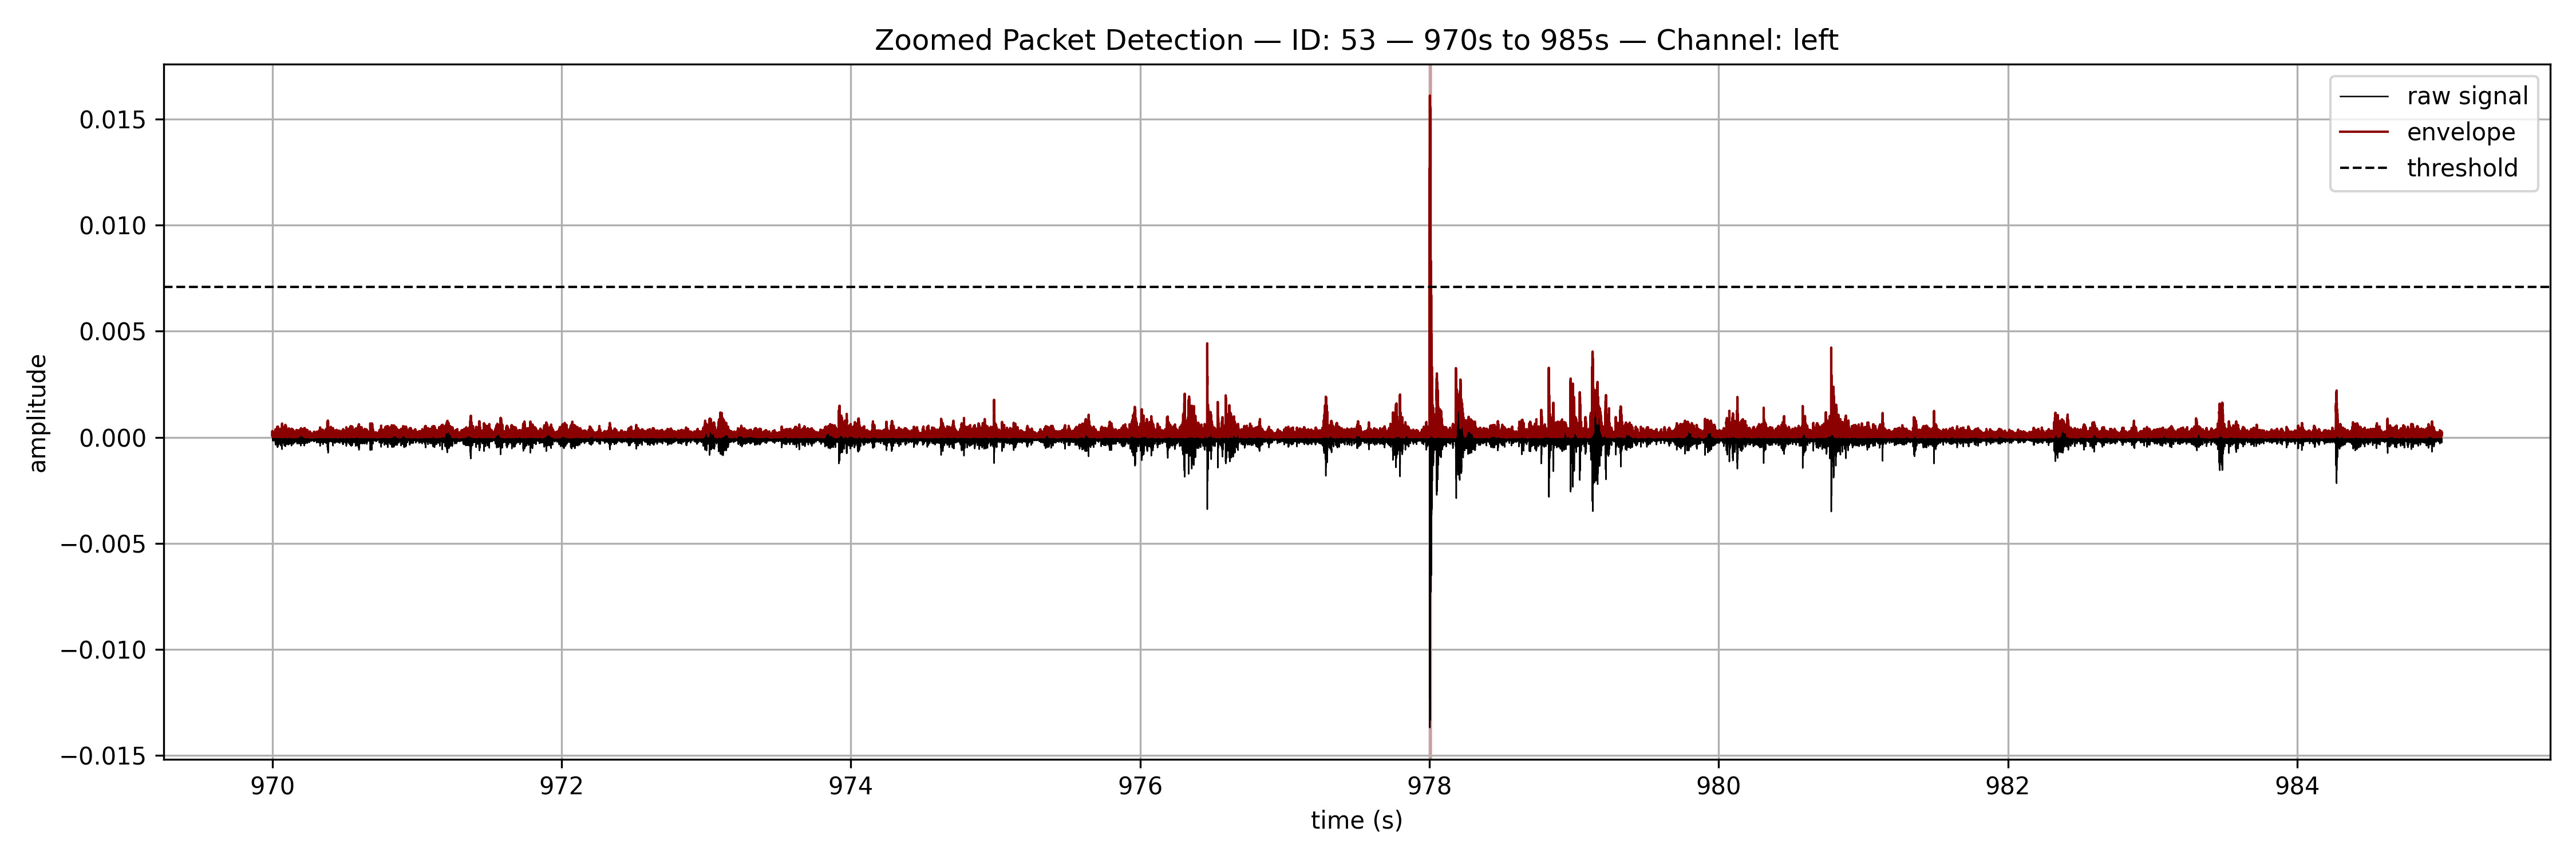 Zoomed Packet Detection — ID: 53 — 970s to 985s — Channel: left
raw signal
envelope
threshold
0.015
0.010
0.005
0.000
−0.005
−0.010
−0.015
amplitude
970 972 974 976 978 980 982 984
time (s)